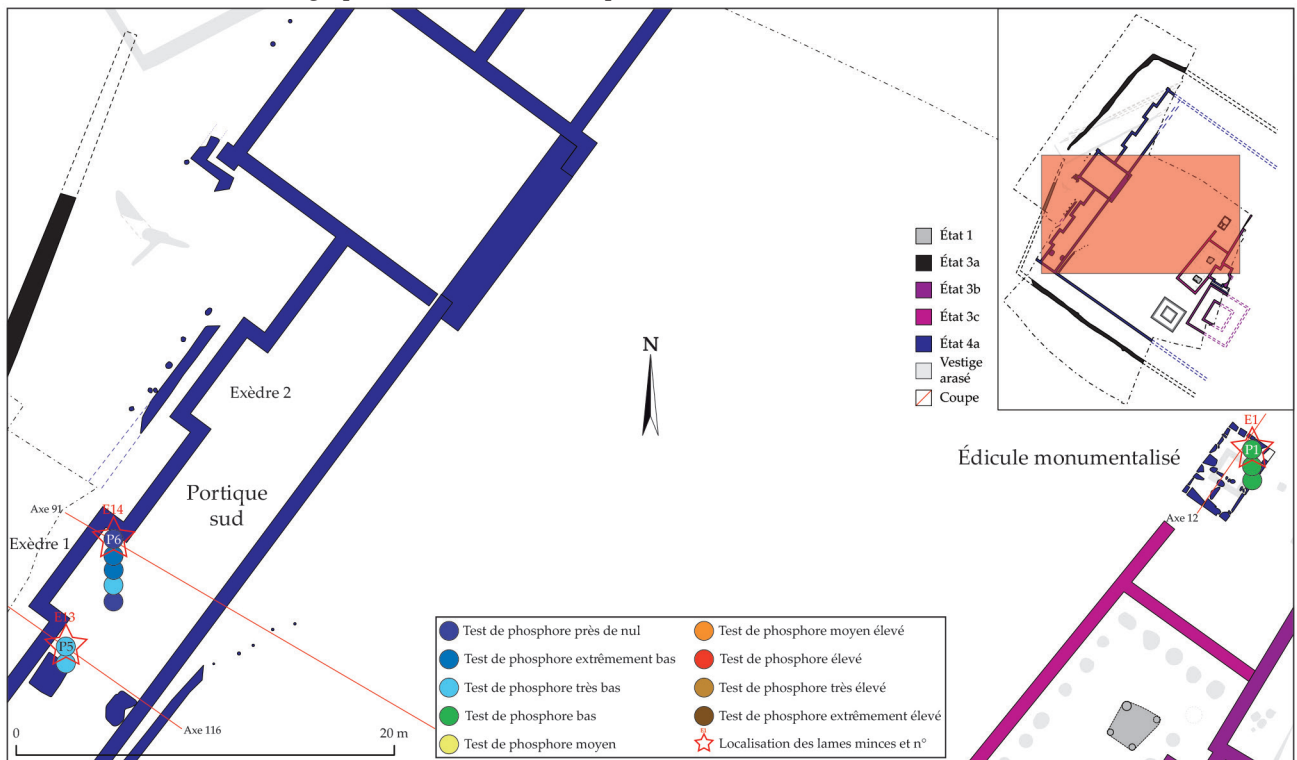 État 1
État 3a
État 3b
État 3c
État 4a
Vestige
arasé
Coupe
N
Exèdre 2
Portique
sud
Axe 91
E14
P6
Exèdre 1
E13
P5
Axe 116
0
20 m
Édicule monumentalisé
E1
P1
Axe 12
Test de phosphore près de nul
Test de phosphore extrêmement bas
Test de phosphore très bas
Test de phosphore bas
Test de phosphore moyen
Test de phosphore moyen élevé
Test de phosphore élevé
Test de phosphore très élevé
Test de phosphore extrêmement élevé
Localisation des lames minces et n°